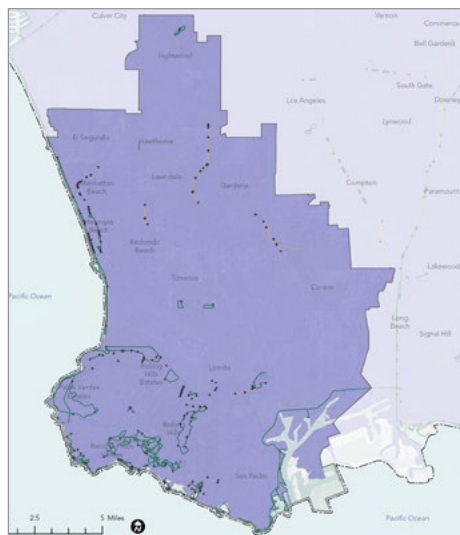 Culver City
Vernon
Commerce
Bell Gardens
Inglewood
South Gate
Los Angeles
Downey
Lynwood
El Segundo
Hawthorne
Lawndale
Gardena
Compton
Paramount
Manhattan
Beach
Hermosa
Beach
Redondo
Beach
Lakewood
Torrance
Carson
Pacific Ocean
Long
Beach
Signal Hill
Rolling
Hills
Estates
Lomita
Palos Verdes
Estates
Rolling
Hills
San Pedro
2.5
5 Miles
N
Pacific Ocean